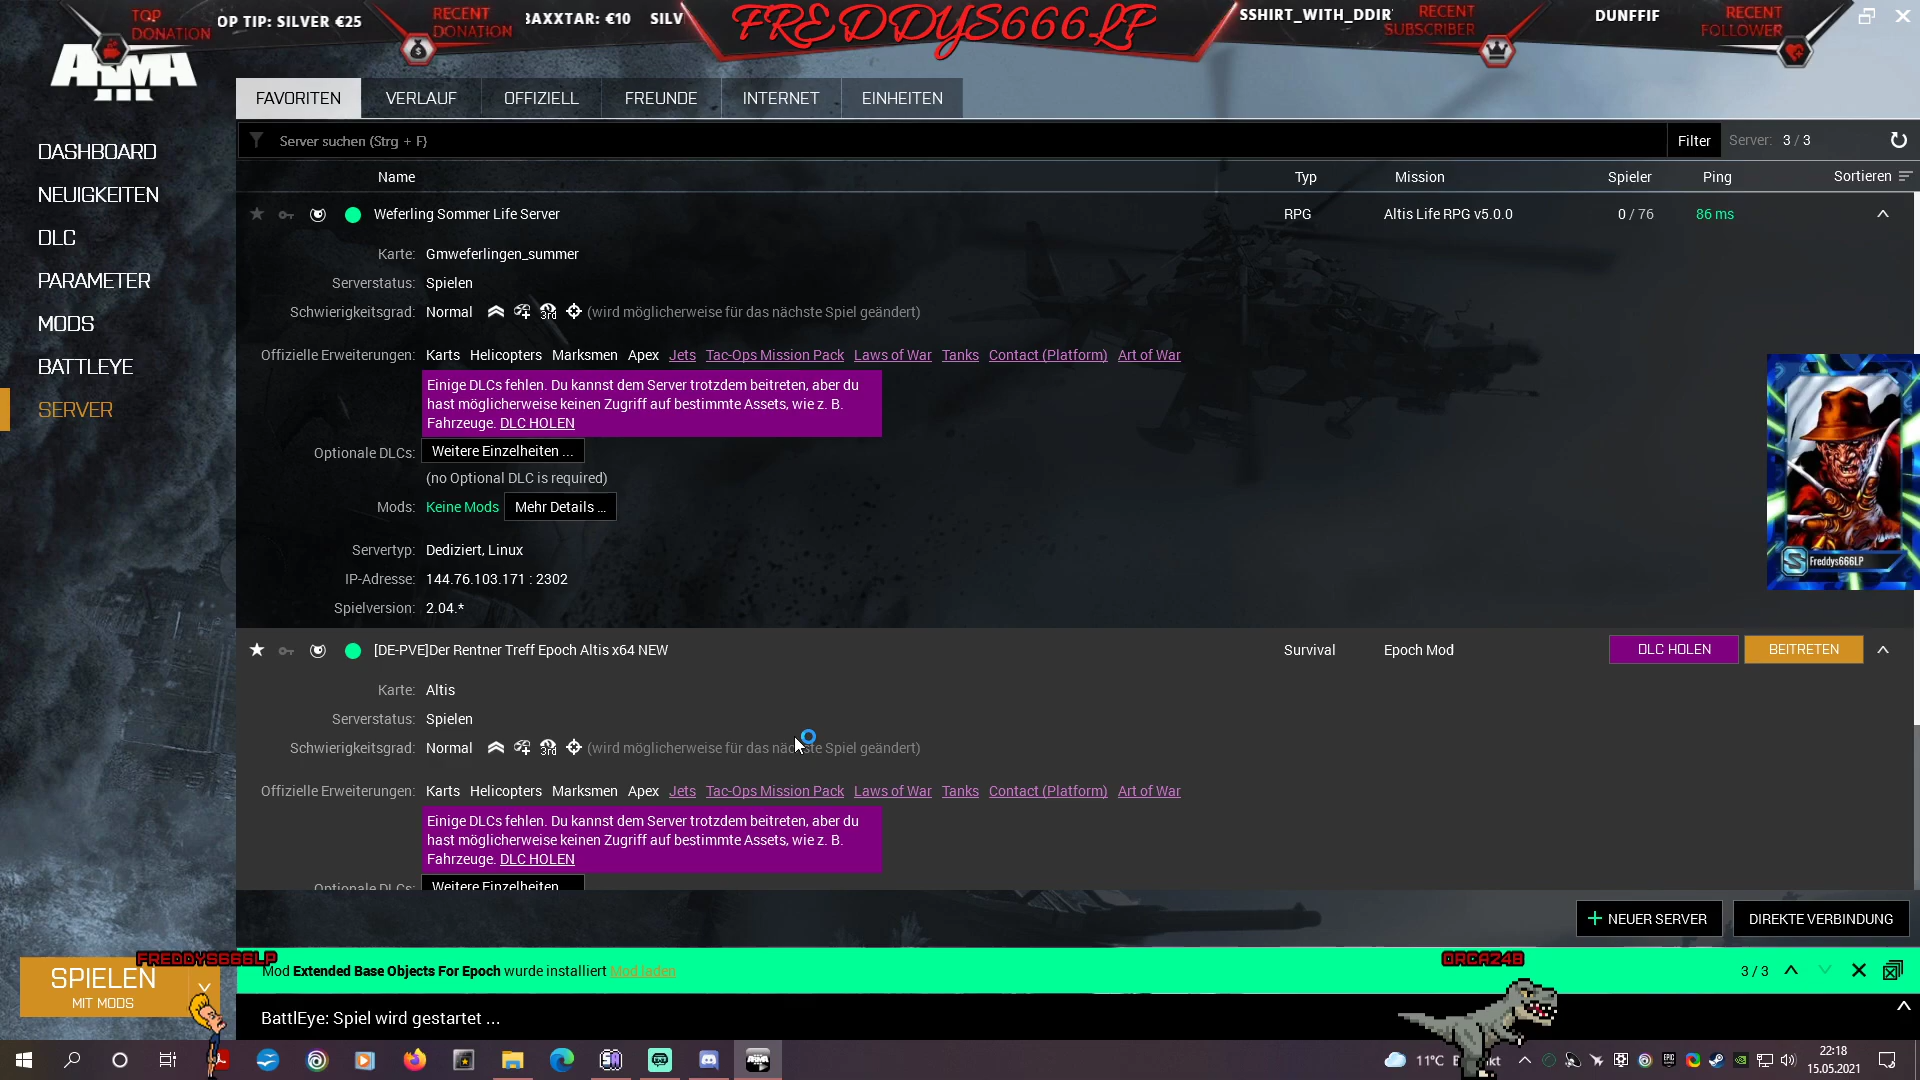 TOP DONATION
OP TIP: SILVER €25
RECENT DONATION
BAXXTAR: €10 SILV
FREDDYS666LP
SSHIRT_WITH_DDIR
RECENT SUBSCRIBER
DUNFFIF
RECENT FOLLOWER
ARMA III
FAVORITEN VERLAUF OFFIZIELL FREUNDE INTERNET EINHEITEN
Server suchen (Strg + F) Filter Server: 3 / 3
DASHBOARD
NEUIGKEITEN
DLC
PARAMETER
MODS
BATTLEYE
SERVER
Name Typ Mission Spieler Ping Sortieren
Weferling Sommer Life Server RPG Altis Life RPG v5.0.0 0 / 76 86 ms
Karte: Gmweferlingen_summer
Serverstatus: Spielen
Schwierigkeitsgrad: Normal 3rd (wird möglicherweise für das nächste Spiel geändert)
Offizielle Erweiterungen: Karts Helicopters Marksmen Apex Jets Tac-Ops Mission Pack Laws of War Tanks Contact (Platform) Art of War
Einige DLCs fehlen. Du kannst dem Server trotzdem beitreten, aber du
hast möglicherweise keinen Zugriff auf bestimmte Assets, wie z. B.
Fahrzeuge. DLC HOLEN
Optionale DLCs: Weitere Einzelheiten ...
(no Optional DLC is required)
Mods: Keine Mods Mehr Details ...
Servertyp: Dediziert, Linux
IP-Adresse: 144.76.103.171 : 2302
Spielversion: 2.04.*
Freddys666LP
[DE-PVE]Der Rentner Treff Epoch Altis x64 NEW Survival Epoch Mod DLC HOLEN BEITRETEN
Karte: Altis
Serverstatus: Spielen
Schwierigkeitsgrad: Normal 3rd (wird möglicherweise für das nächste Spiel geändert)
Offizielle Erweiterungen: Karts Helicopters Marksmen Apex Jets Tac-Ops Mission Pack Laws of War Tanks Contact (Platform) Art of War
Einige DLCs fehlen. Du kannst dem Server trotzdem beitreten, aber du
hast möglicherweise keinen Zugriff auf bestimmte Assets, wie z. B.
Fahrzeuge. DLC HOLEN
Optionale DLCs: Weitere Einzelheiten
NEUER SERVER DIREKTE VERBINDUNG
FREDDYS666LP
ORCA248
Mod Extended Base Objects For Epoch wurde installiert Mod laden 3 / 3
SPIELEN
MIT MODS
BattlEye: Spiel wird gestartet ...
11°C
22:18
15.05.2021